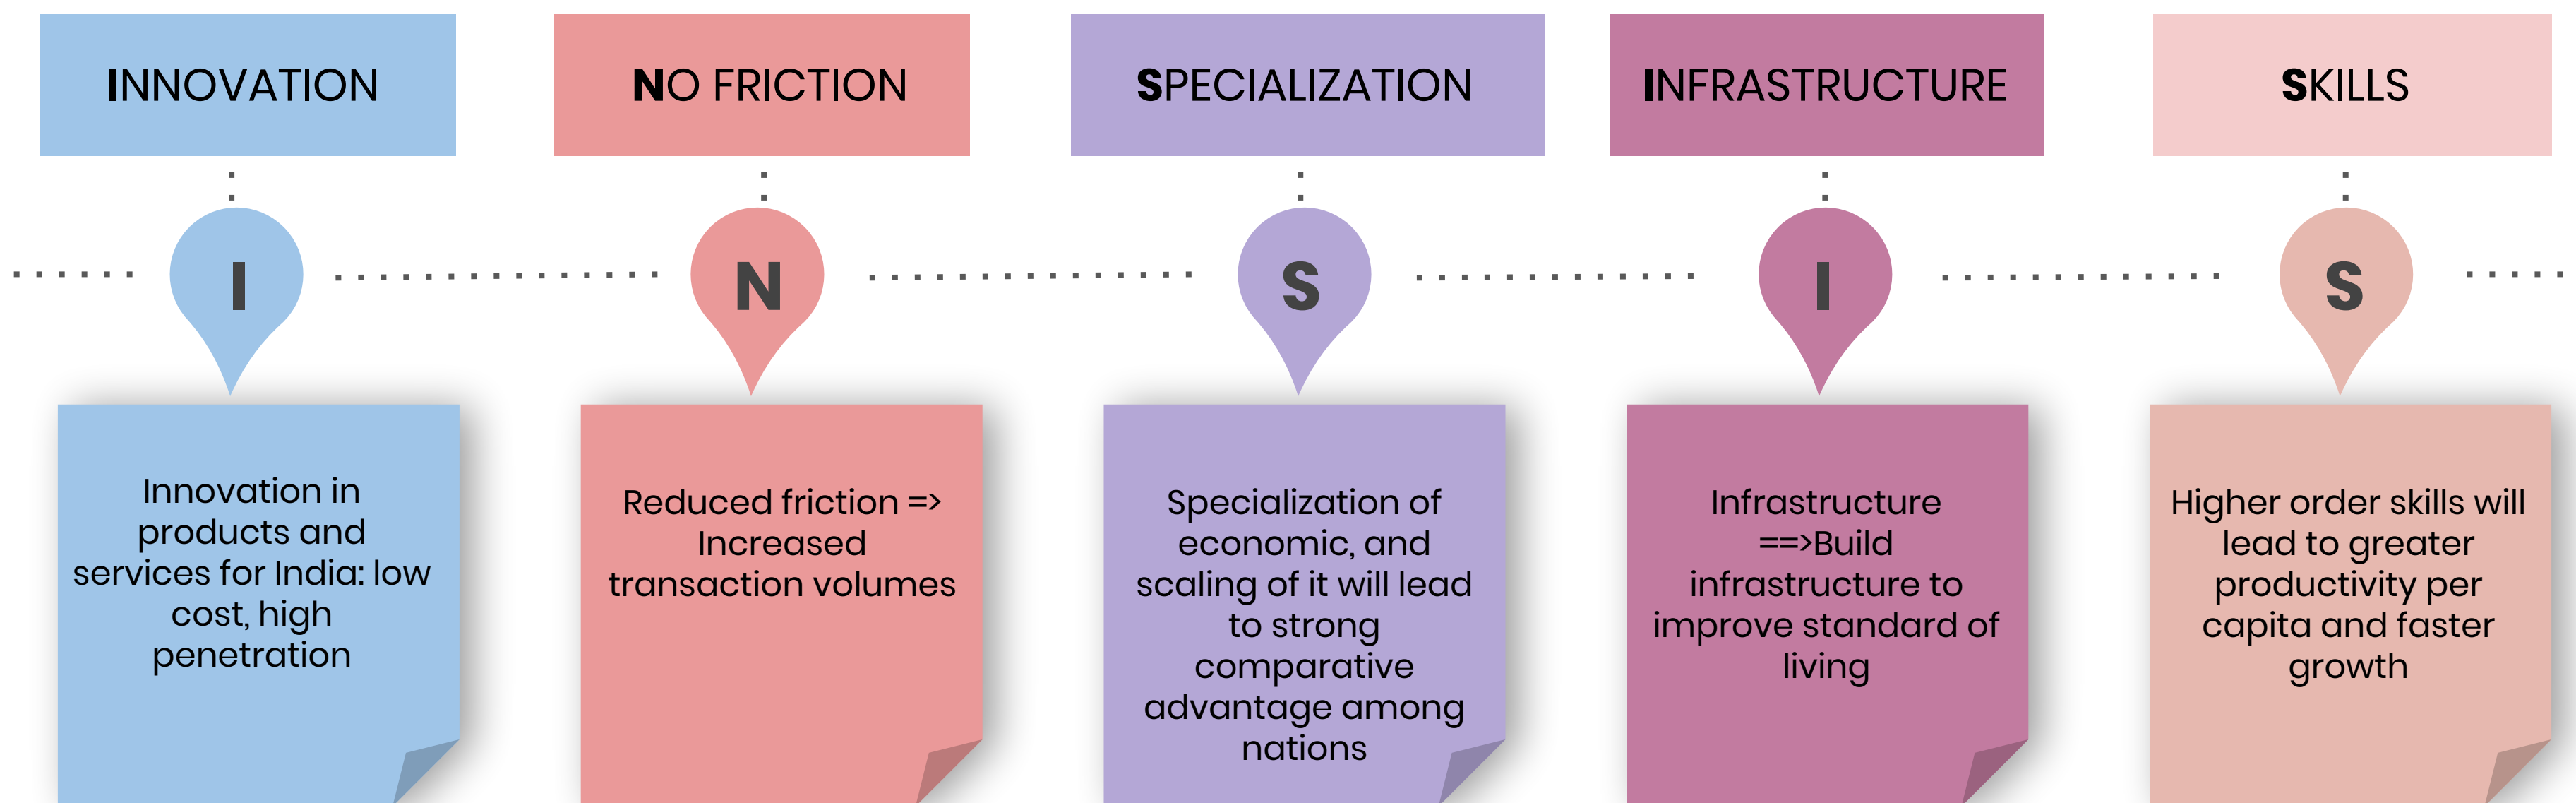 INNOVATION
NO FRICTION
SPECIALIZATION
INFRASTRUCTURE
SKILLS
I
N
S
I
S
Innovation in
products and
services for India: low
cost, high
penetration
Reduced friction =>
Increased
transaction volumes
Specialization of
economic, and
scaling of it will lead
to strong
comparative
advantage among
nations
Infrastructure
==>Build
infrastructure to
improve standard of
living
Higher order skills will
lead to greater
productivity per
capita and faster
growth